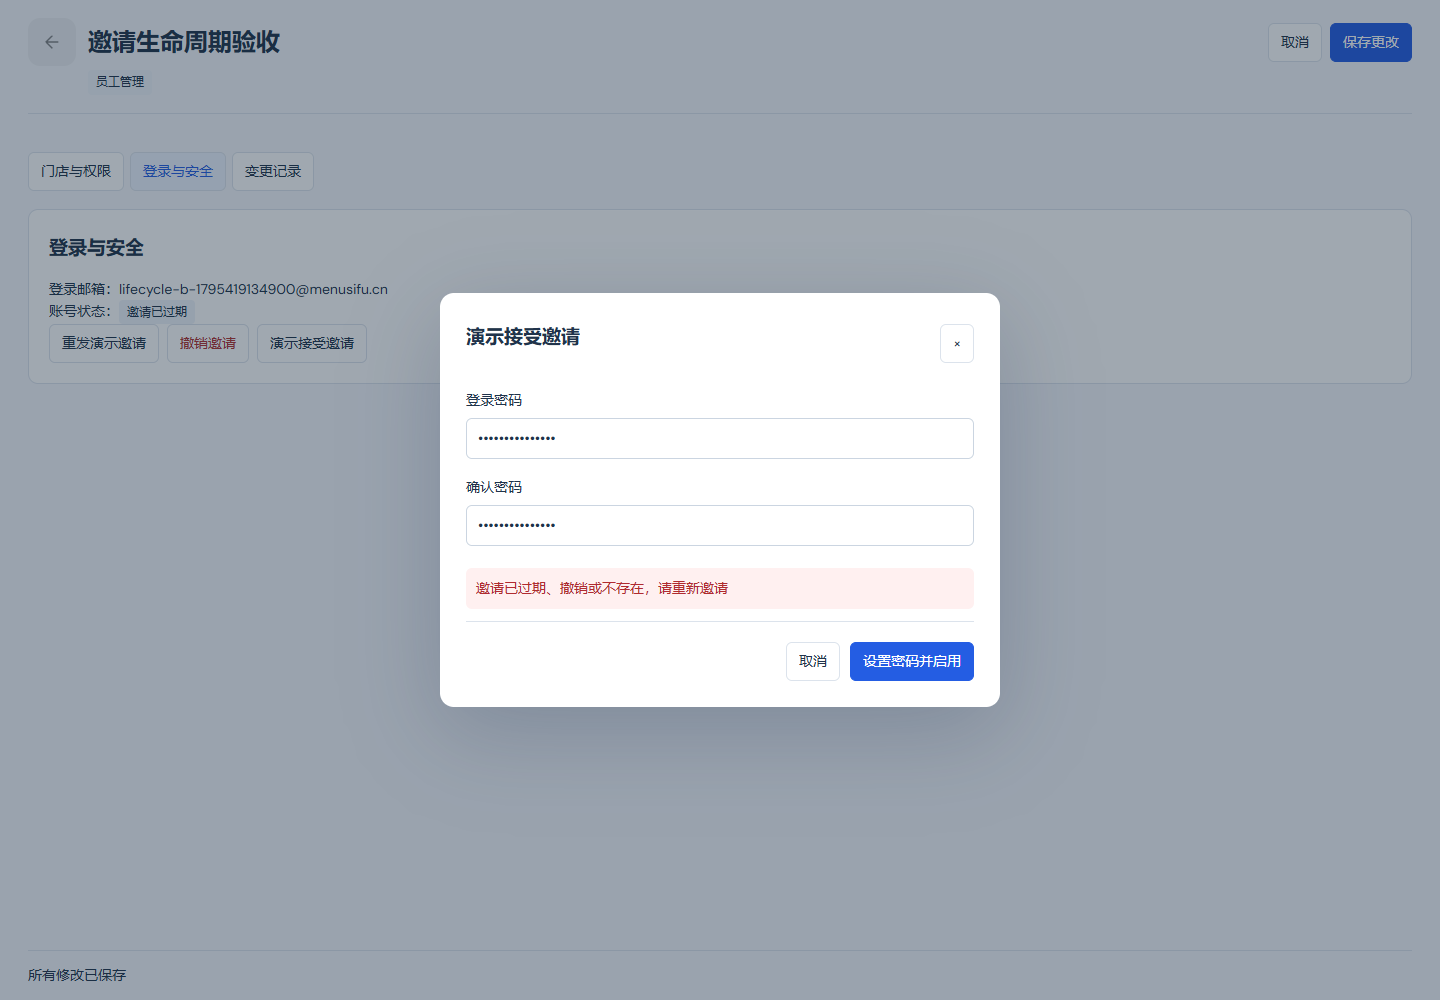 邀请生命周期验收
取消
保存更改
员工管理
门店与权限
登录与安全
变更记录
登录与安全
登录邮箱：lifecycle-b-1795419134900@menusifu.cn
账号状态：邀请已过期
重发演示邀请
撤销邀请
演示接受邀请
演示接受邀请
×
登录密码
•••••••••••••••
确认密码
•••••••••••••••
邀请已过期、撤销或不存在，请重新邀请
取消
设置密码并启用
所有修改已保存